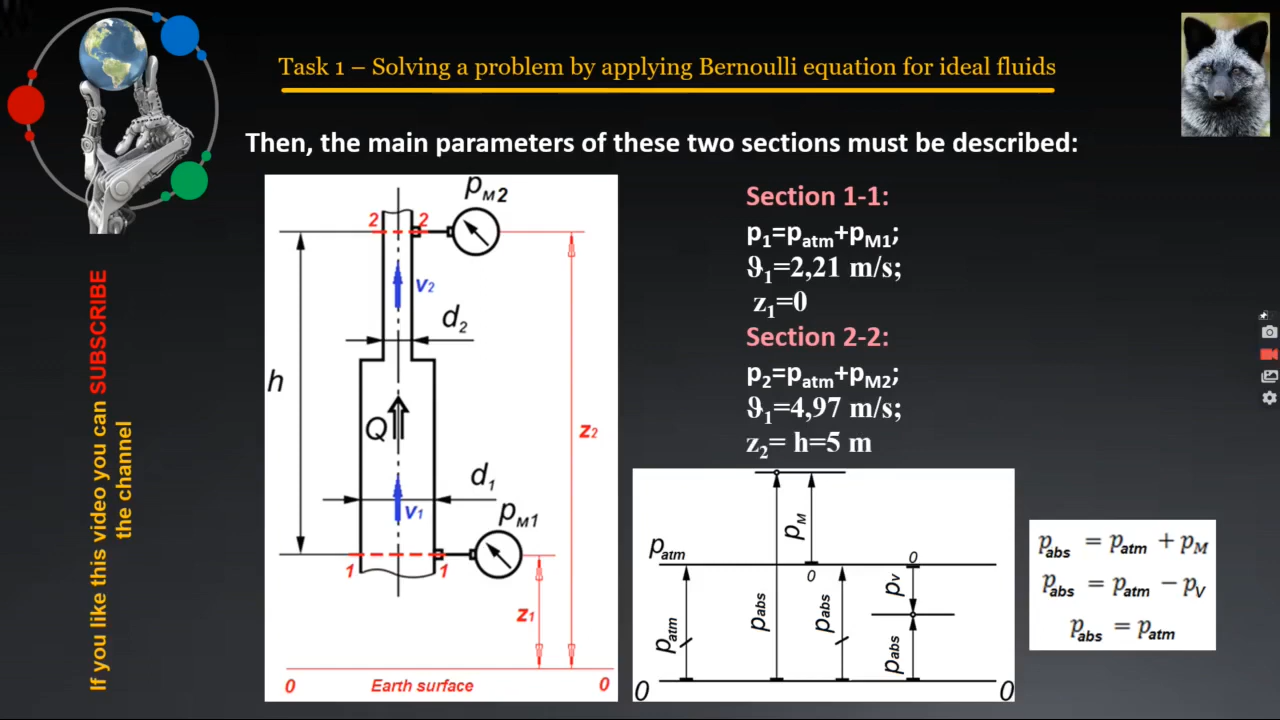 Task 1 – Solving a problem by applying Bernoulli equation for ideal fluids
Then, the main parameters of these two sections must be described:
If you like this video you can SUBSCRIBE
the channel
pM2
2 2
v2
d2
h
Q
z2
d1
v1
pM1
1 1
z1
0 Earth surface 0
Section 1-1:
p1=patm+pM1;
ϑ1=2,21 m/s;
z1=0
Section 2-2:
p2=patm+pM2;
ϑ1=4,97 m/s;
z2= h=5 m
patm
pM
0
0
pv
patm
pabs
pabs
pabs
0 0
pabs = patm + pM
pabs = patm − pV
pabs = patm